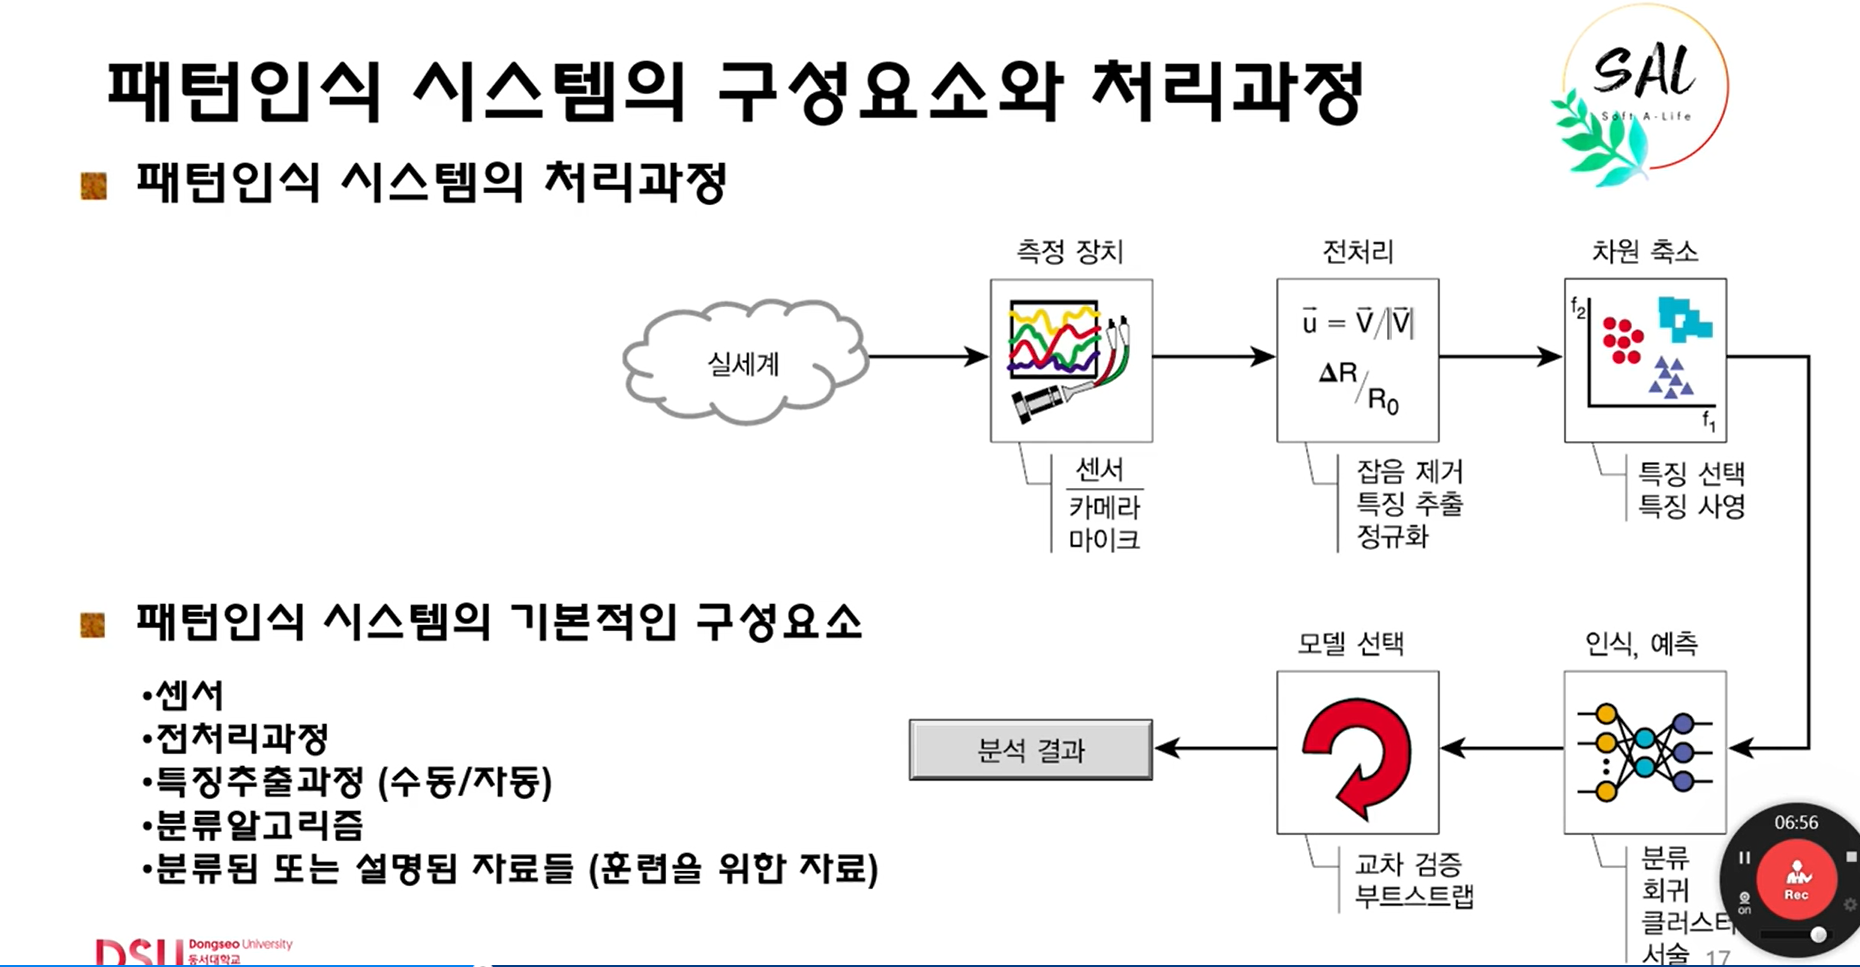 패턴인식 시스템의 구성요소와 처리과정
SAL
Soft A-Life
패턴인식 시스템의 처리과정
측정 장치
전처리
차원 축소
실세계
u = V/|V|
ΔR/R0
f2
f1
센서
카메라
마이크
잡음 제거
특징 추출
정규화
특징 선택
특징 사영
패턴인식 시스템의 기본적인 구성요소
•센서
•전처리과정
•특징추출과정 (수동/자동)
•분류알고리즘
•분류된 또는 설명된 자료들 (훈련을 위한 자료)
모델 선택
인식, 예측
분석 결과
교차 검증
부트스트랩
분류
회귀
클러스터
서술
17
06:56
Rec
on
DSU Dongseo University
동서대학교